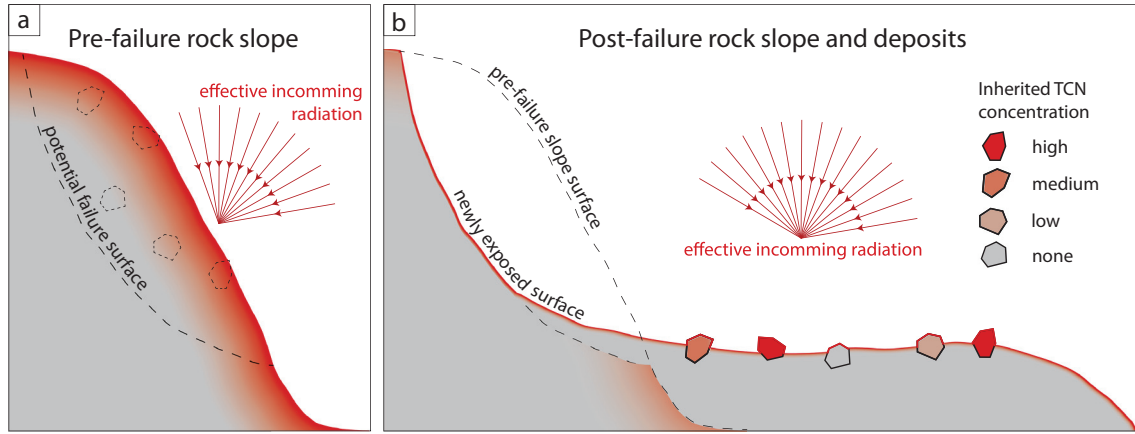 a
Pre-failure rock slope
effective incomming
radiation
potential failure surface
b
Post-failure rock slope and deposits
pre-failure slope surface
newly exposed surface
effective incomming radiation
Inherited TCN
concentration
high
medium
low
none